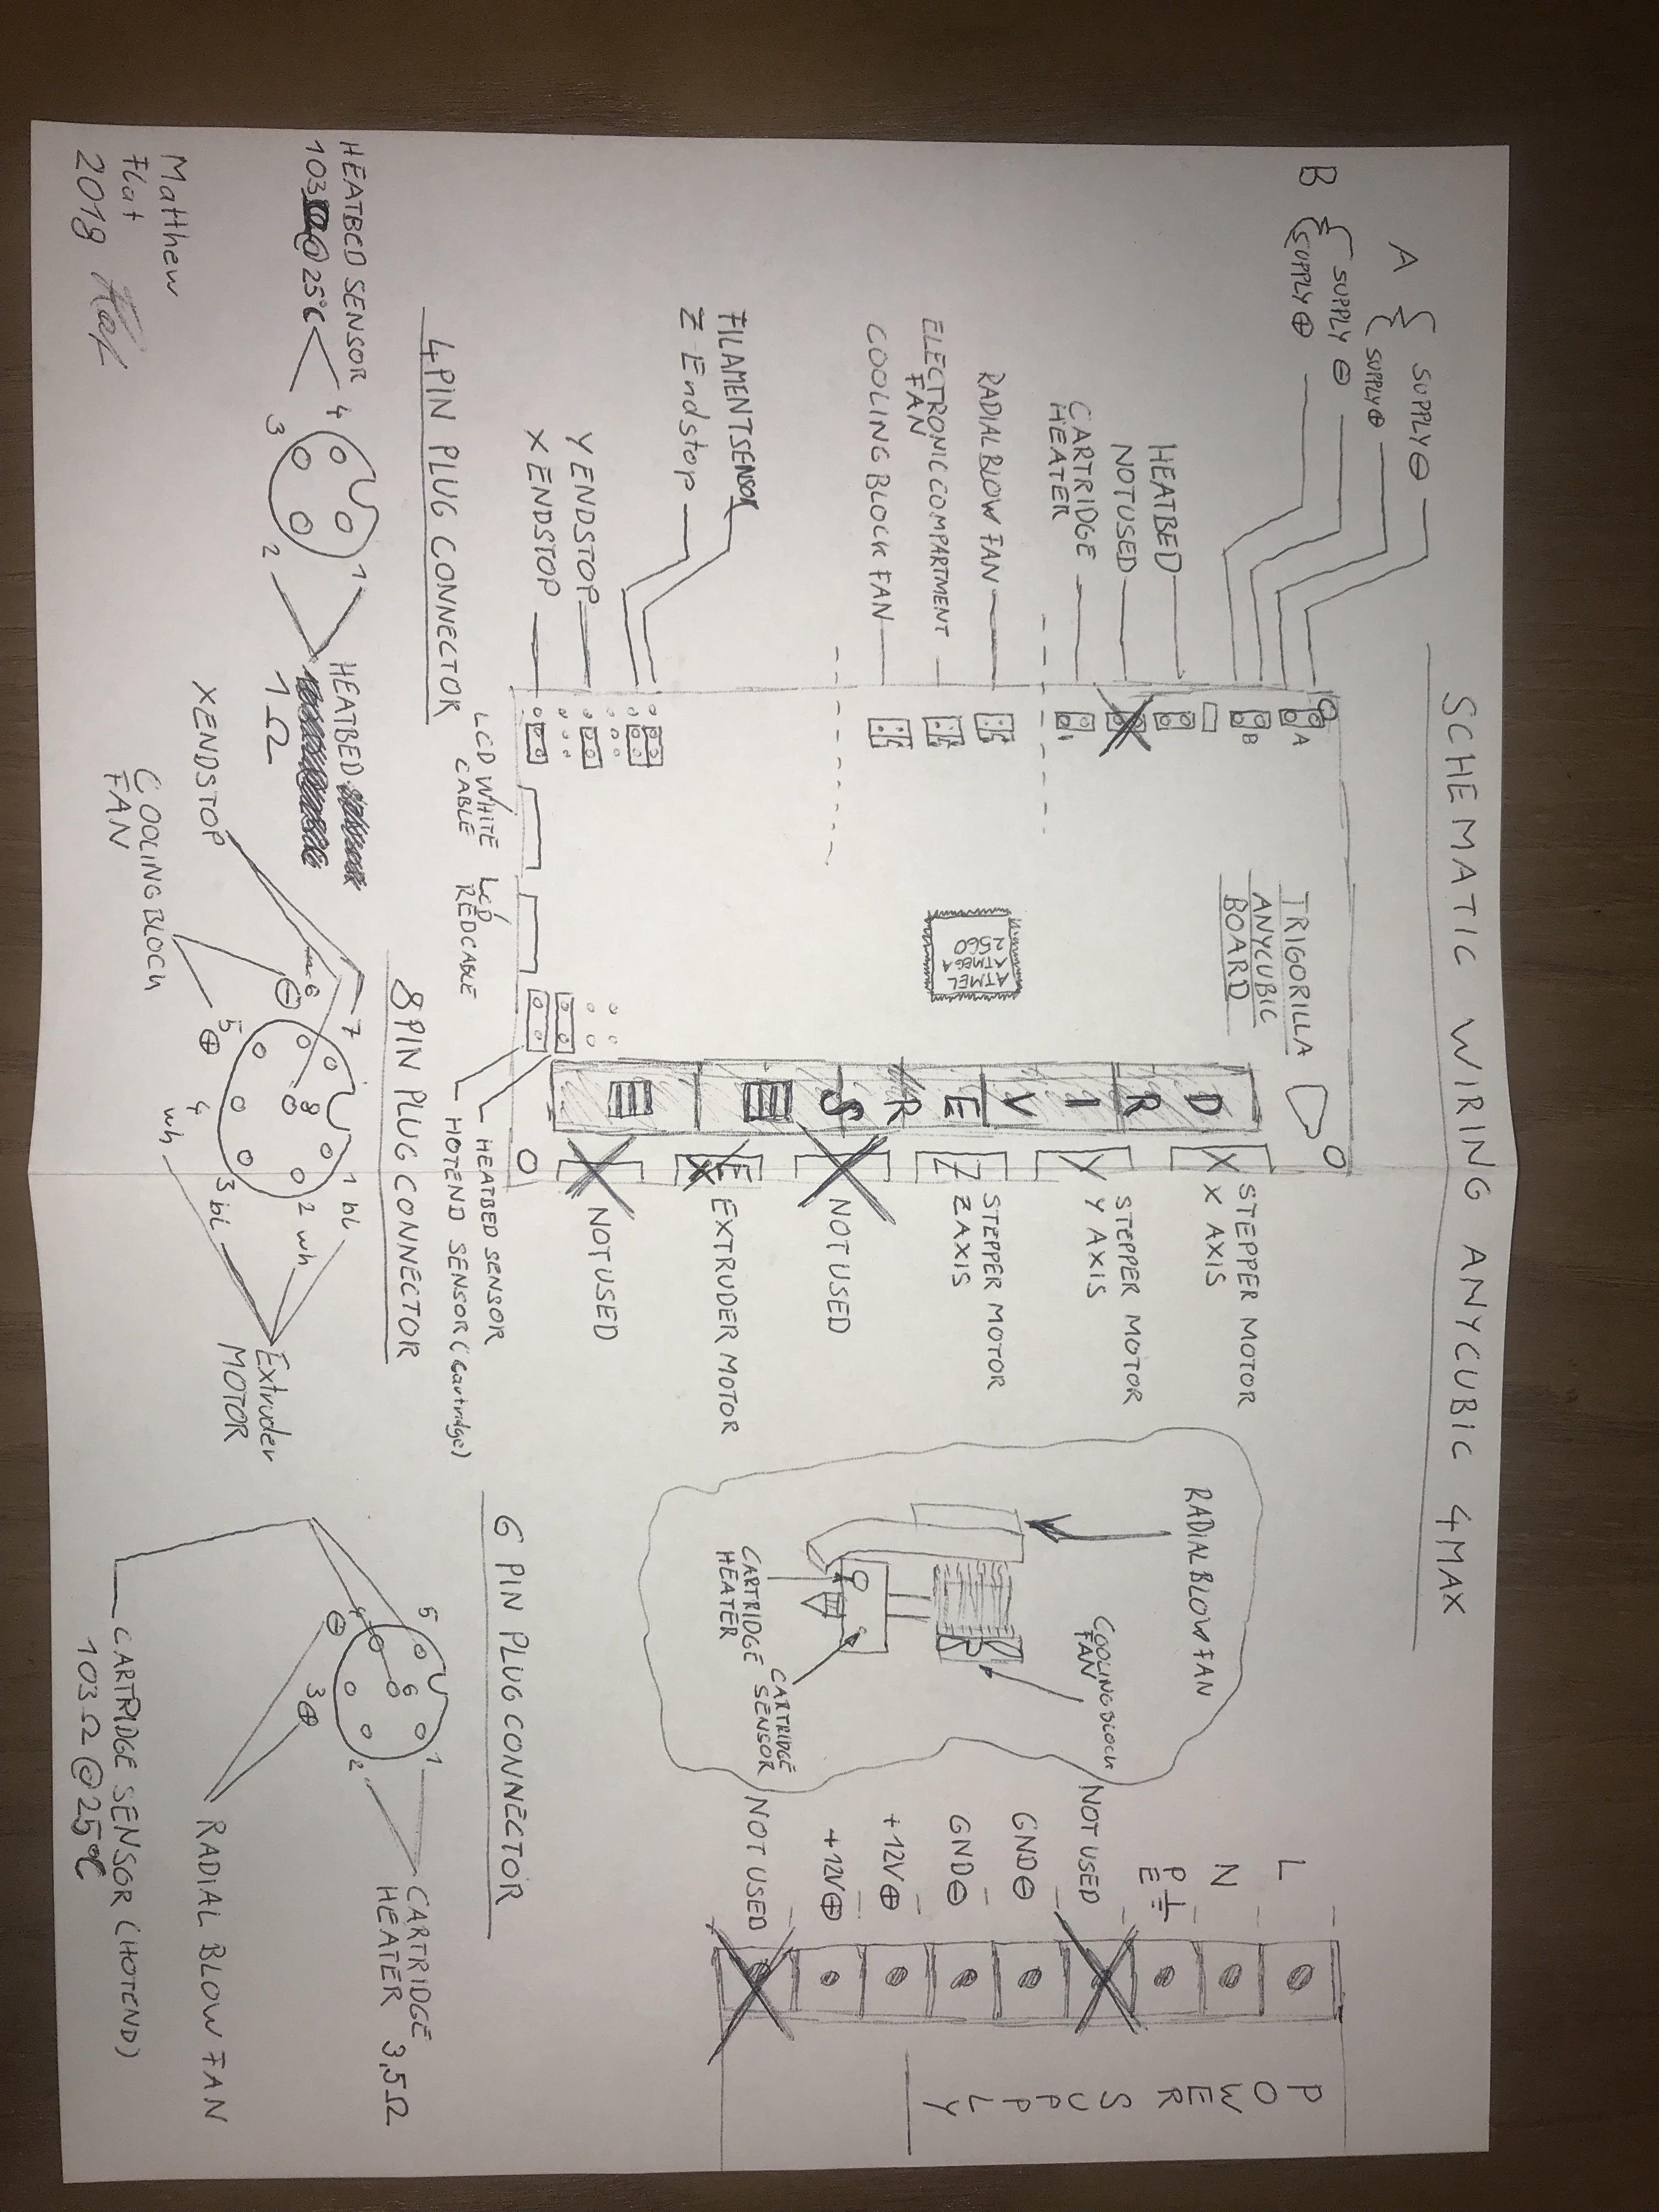 SCHEMATIC WIRING ANYCUBIC 4MAX
A
SUPPLY ⊖
SUPPLY ⊕
B
SUPPLY ⊖
SUPPLY ⊕
A
B
HEATBED
NOTUSED
CARTRIDGE
HEATER
RADIAL BLOW FAN
ELECTRONIC COMPARTMENT
FAN
COOLING BLOCK FAN
FILAMENTSENSOR
Z Endstop
Y ENDSTOP
X ENDSTOP
TRIGORILLA
ANYCUBIC
BOARD
ATMEL
ATMEGA
2560
DRIVERS
X
STEPPER MOTOR
X AXIS
Y
STEPPER MOTOR
Y AXIS
Z
STEPPER MOTOR
Z AXIS
NOT USED
EX
EXTRUDER MOTOR
NOT USED
LCD WHITE
CABLE
LCD
RED CABLE
HEATBED SENSOR
HOTEND SENSOR (Cartridge)
RADIAL BLOW FAN
COOLING BLOCK
FAN
CARTRIDGE
SENSOR
CARTRIDGE
HEATER
L
N
PE
NOT USED
GND ⊖
GND ⊖
+12V ⊕
+12V ⊕
NOT USED
POWER SUPPLY
4PIN PLUG CONNECTOR
HEATBED SENSOR
103 @ 25°C
4
3
1
2
HEATBED
1Ω
8PIN PLUG CONNECTOR
7
6
⊖
8
5
⊕
4
wh
1 bl
2 wh
3 bl
XENDSTOP
COOLING BLOCK
FAN
Extruder
MOTOR
6 PIN PLUG CONNECTOR
5
6
1
4
⊖
3 ⊕
2
CARTRIDGE
HEATER 3,5Ω
RADIAL BLOW FAN
CARTRIDGE SENSOR (HOTEND)
103Ω @25°C
Matthew
Flat
2018
Flat